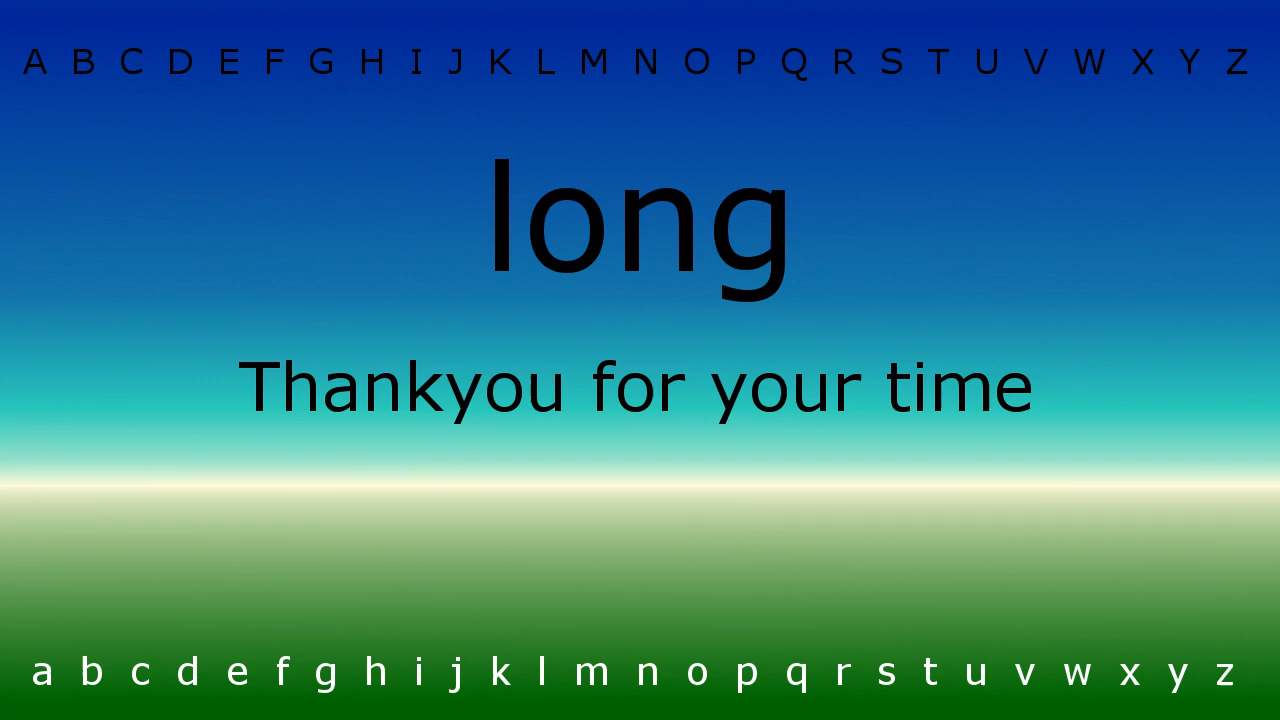 A B C D E F G H I J K L M N O P Q R S T U V W X Y Z
long
Thankyou for your time
a b c d e f g h i j k l m n o p q r s t u v w x y z